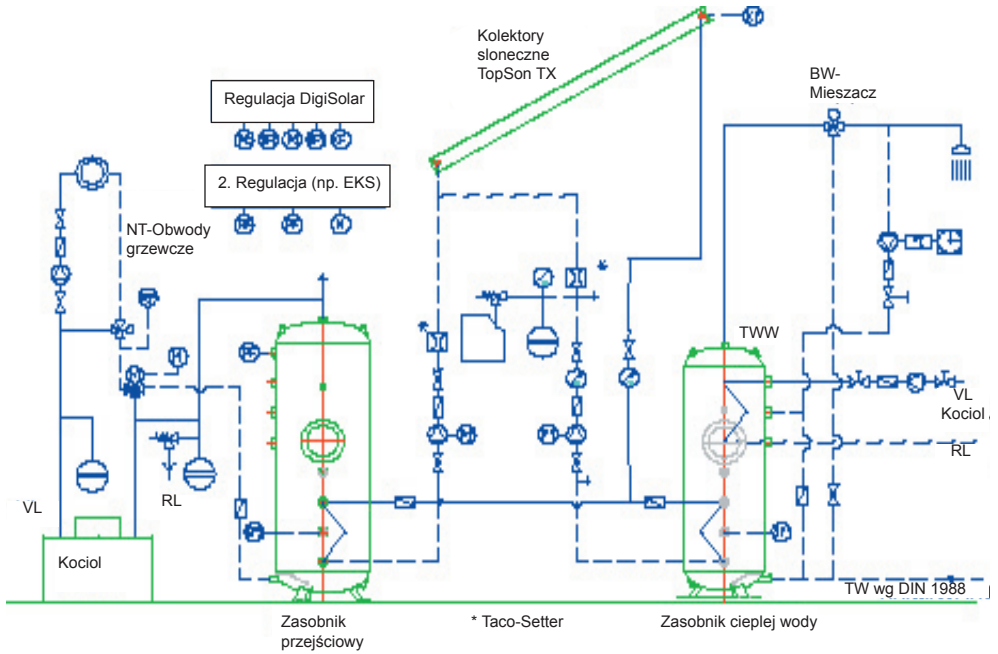 Kolektory
sloneczne
TopSon TX
BW-
Mieszacz
Regulacja DigiSolar
2. Regulacja (np. EKS)
NT-Obwody
grzewcze
*
*
TWW
VL
Kociol
RL
VL
RL
Kociol
TW wg DIN 1988
Zasobnik
przejściowy
* Taco-Setter
Zasobnik cieplej wody